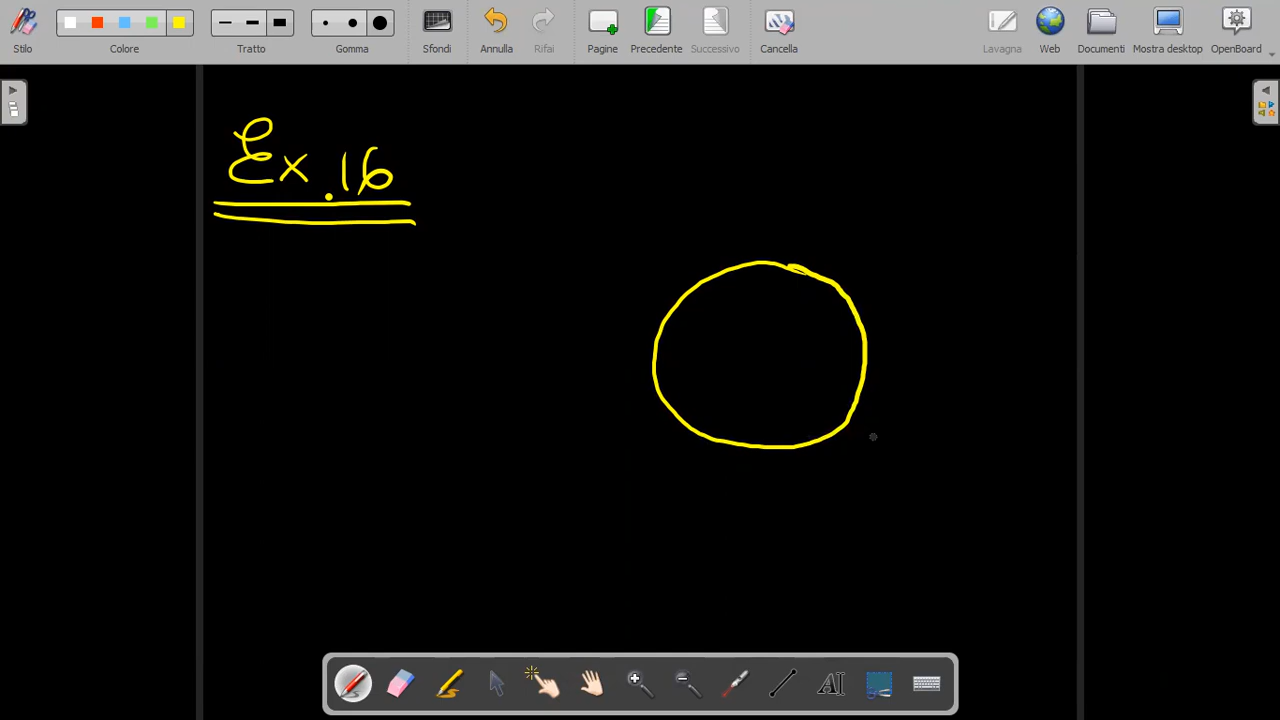 Stilo Colore Tratto Gomma Sfondi Annulla Rifai Pagine Precedente Successivo Cancella Lavagna Web Documenti Mostra desktop OpenBoard
Ex.16
AI